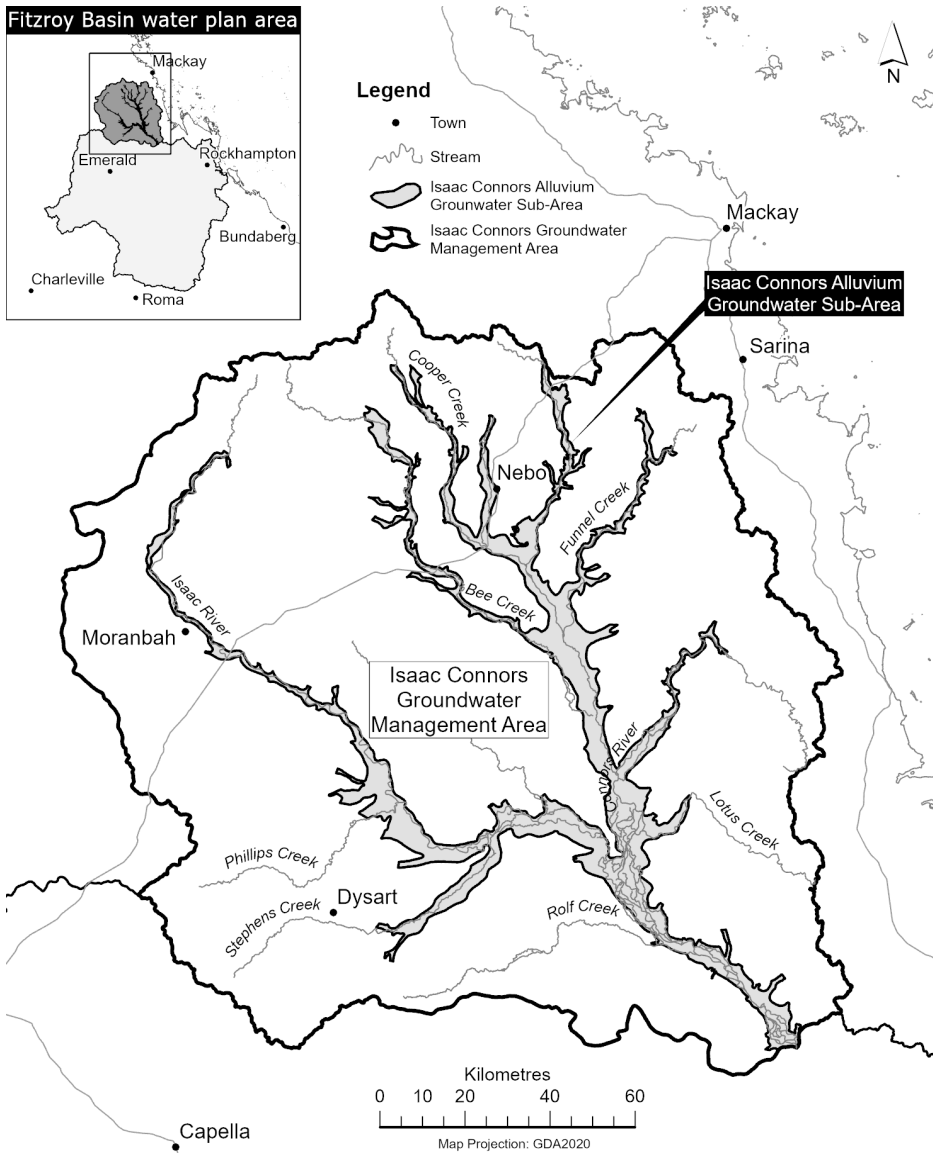 Fitzroy Basin water plan area
Mackay
Emerald
Rockhampton
Bundaberg
Charleville
Roma
N
Legend
Town
Stream
Isaac Connors Alluvium
Grounwater Sub-Area
Isaac Connors Groundwater
Management Area
Mackay
Isaac Connors Alluvium
Groundwater Sub-Area
Sarina
Cooper Creek
Nebo
Funnel Creek
Isaac River
Bee Creek
Moranbah
Isaac Connors
Groundwater
Management Area
nnors River
Lotus Creek
Phillips Creek
Dysart
Stephens Creek
Rolf Creek
Kilometres
0 10 20 40 60
Map Projection: GDA2020
Capella